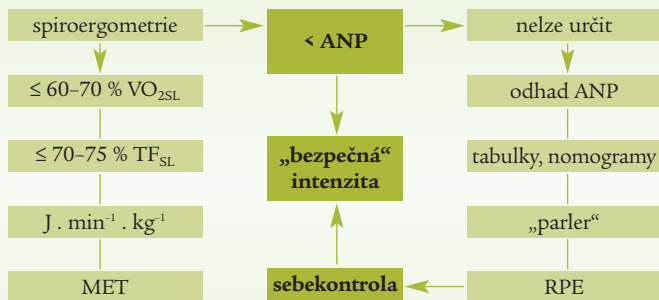 spiroergometrie
< ANP
nelze určit
≤ 60–70 % VO₂SL
odhad ANP
≤ 70–75 % TFSL
„bezpečná“
intenzita
tabulky, nomogramy
J . min⁻¹ . kg⁻¹
„parler“
MET
sebekontrola
RPE